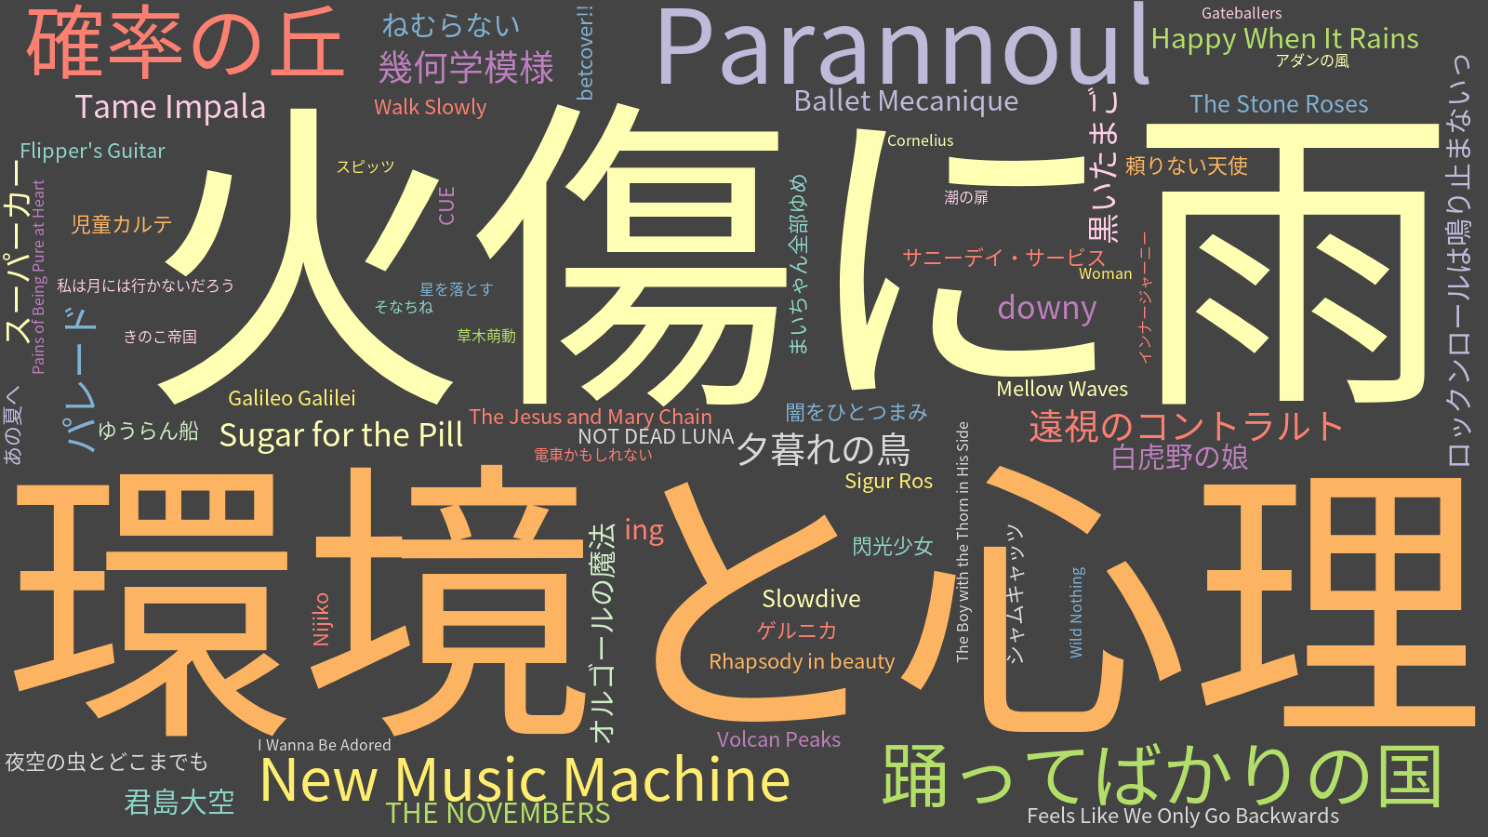 確率の丘
ねむらない
betcover!!
Parannoul
Gateballers
Happy When It Rains
アダンの風
幾何学模様
Tame Impala
Walk Slowly
Ballet Mecanique
The Stone Roses
Flipper's Guitar
スピッツ
Cornelius
黒いたまご
頼りない天使
ロックンロールは鳴り止まないっ
火傷に雨
スーパーカー
Pains of Being Pure at Heart
児童カルテ
CUE
まいちゃん全部ゆめ
潮の扉
サニーデイ・サービス
Woman
インナージャーニー
私は月には行かないだろう
星を落とす
そなちね
downy
きのこ帝国
草木萌動
パレード
あの夏へ
Galileo Galilei
Mellow Waves
ゆうらん船
Sugar for the Pill
The Jesus and Mary Chain
闇をひとつまみ
遠視のコントラルト
NOT DEAD LUNA
夕暮れの鳥
電車かもしれない
白虎野の娘
Sigur Ros
The Boy with the Thorn in His Side
環境と心理
ing
オルゴールの魔法
閃光少女
シャムキャッツ
Wild Nothing
Nijiko
Slowdive
ゲルニカ
Rhapsody in beauty
Volcan Peaks
夜空の虫とどこまでも
I Wanna Be Adored
New Music Machine
踊ってばかりの国
君島大空
THE NOVEMBERS
Feels Like We Only Go Backwards